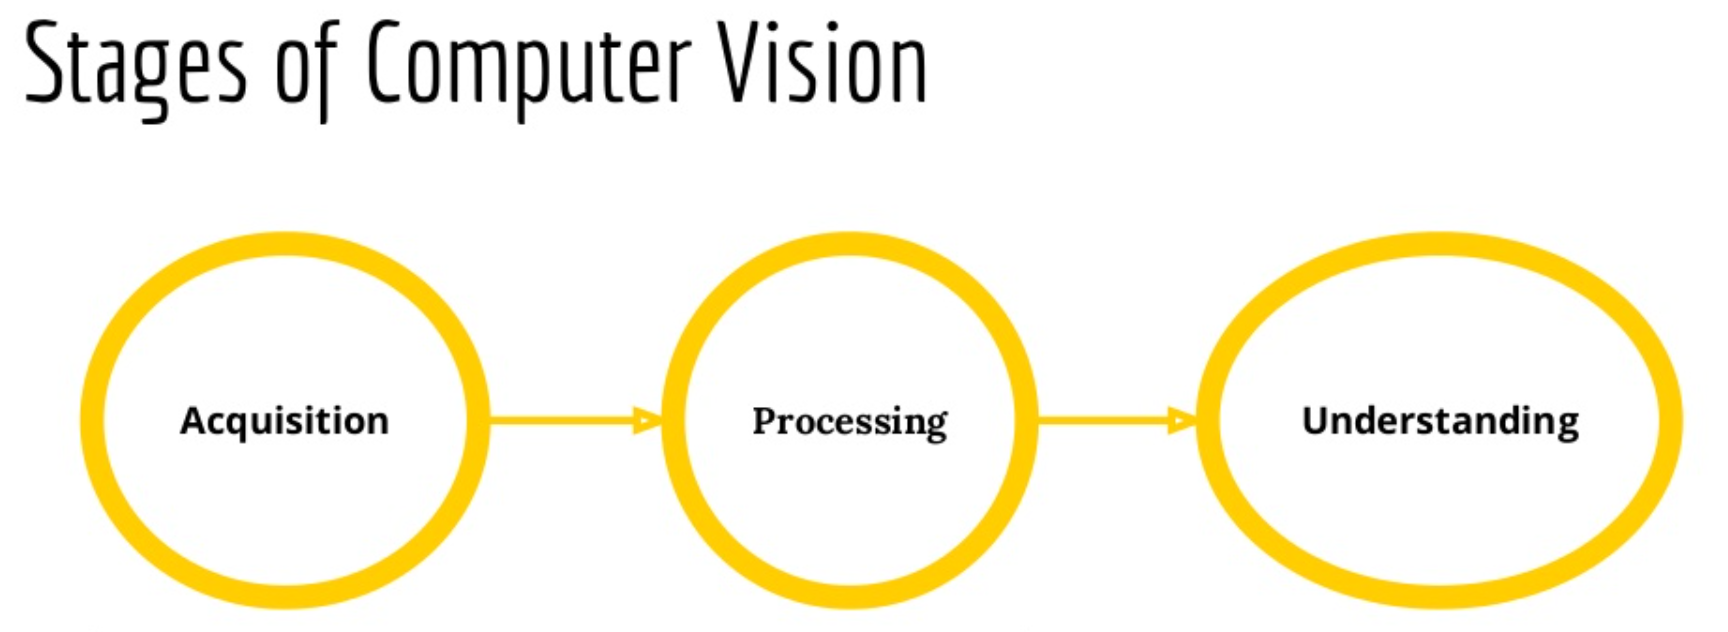 Stages of Computer Vision
Acquisition
Processing
Understanding